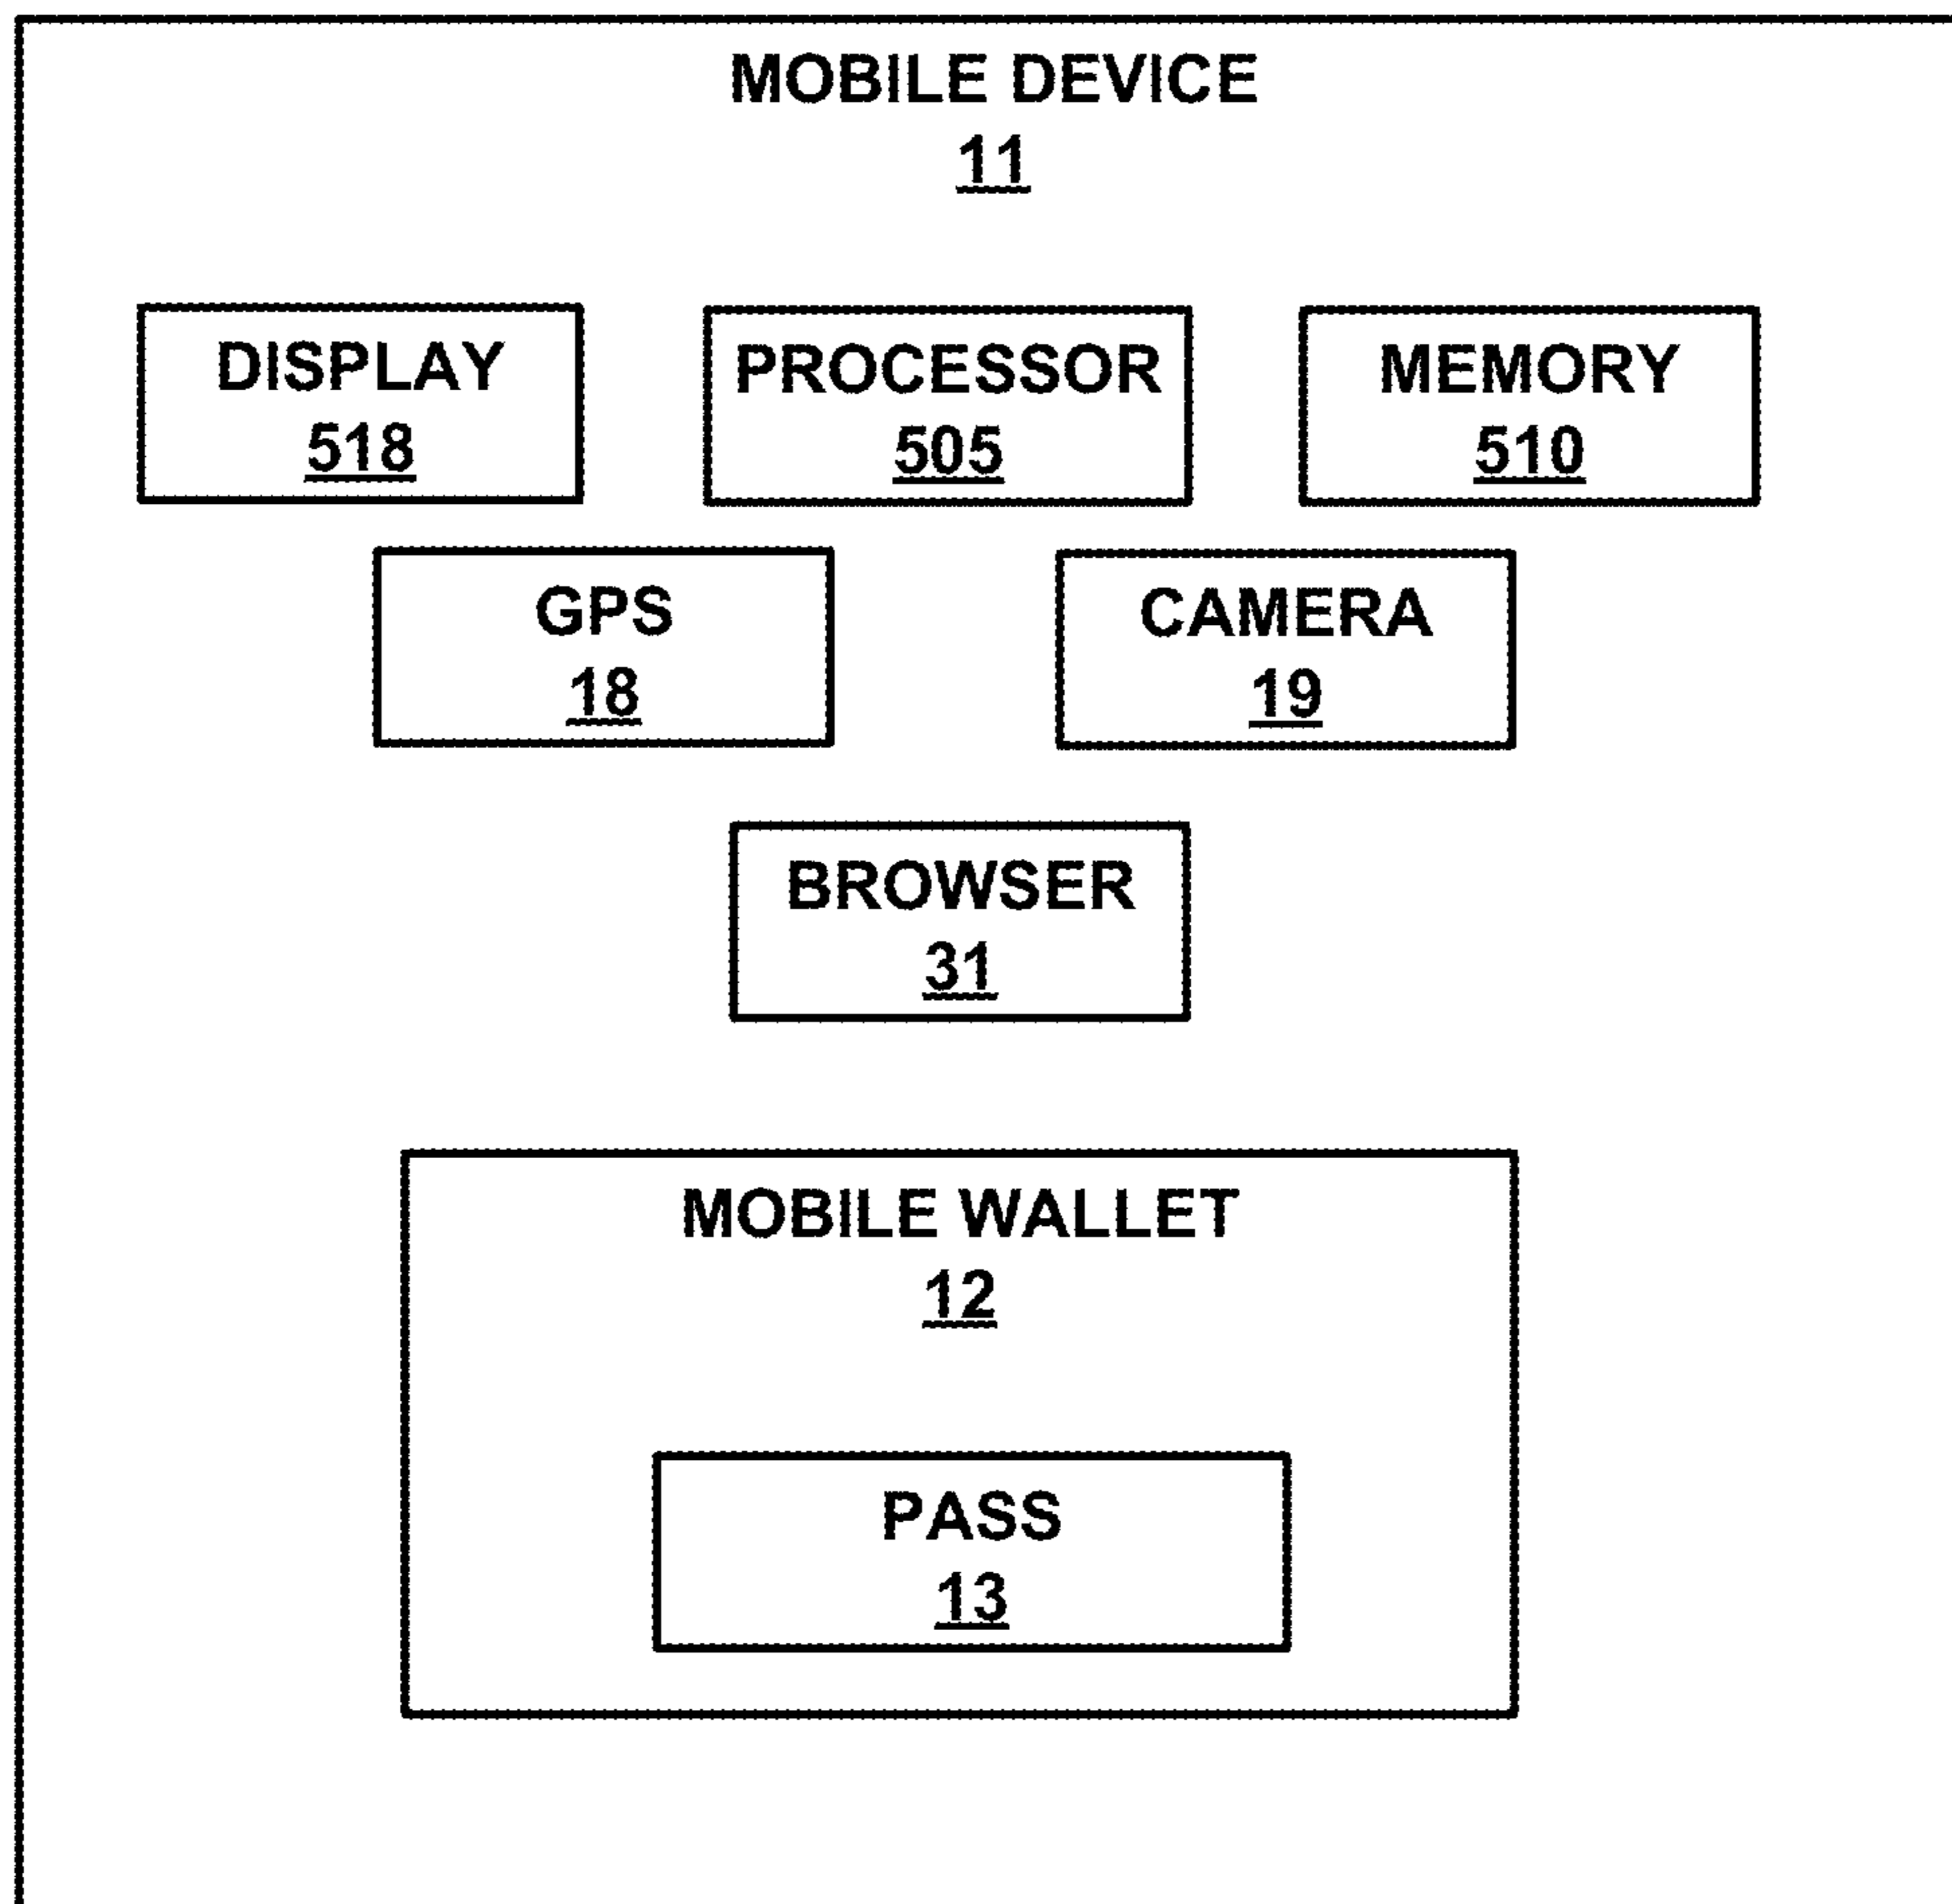 MOBILE DEVICE
11
DISPLAY PROCESSOR MEMORY
518 505 510
GPS CAMERA
18 19
BROWSER
31
MOBILE WALLET
12
PASS
13